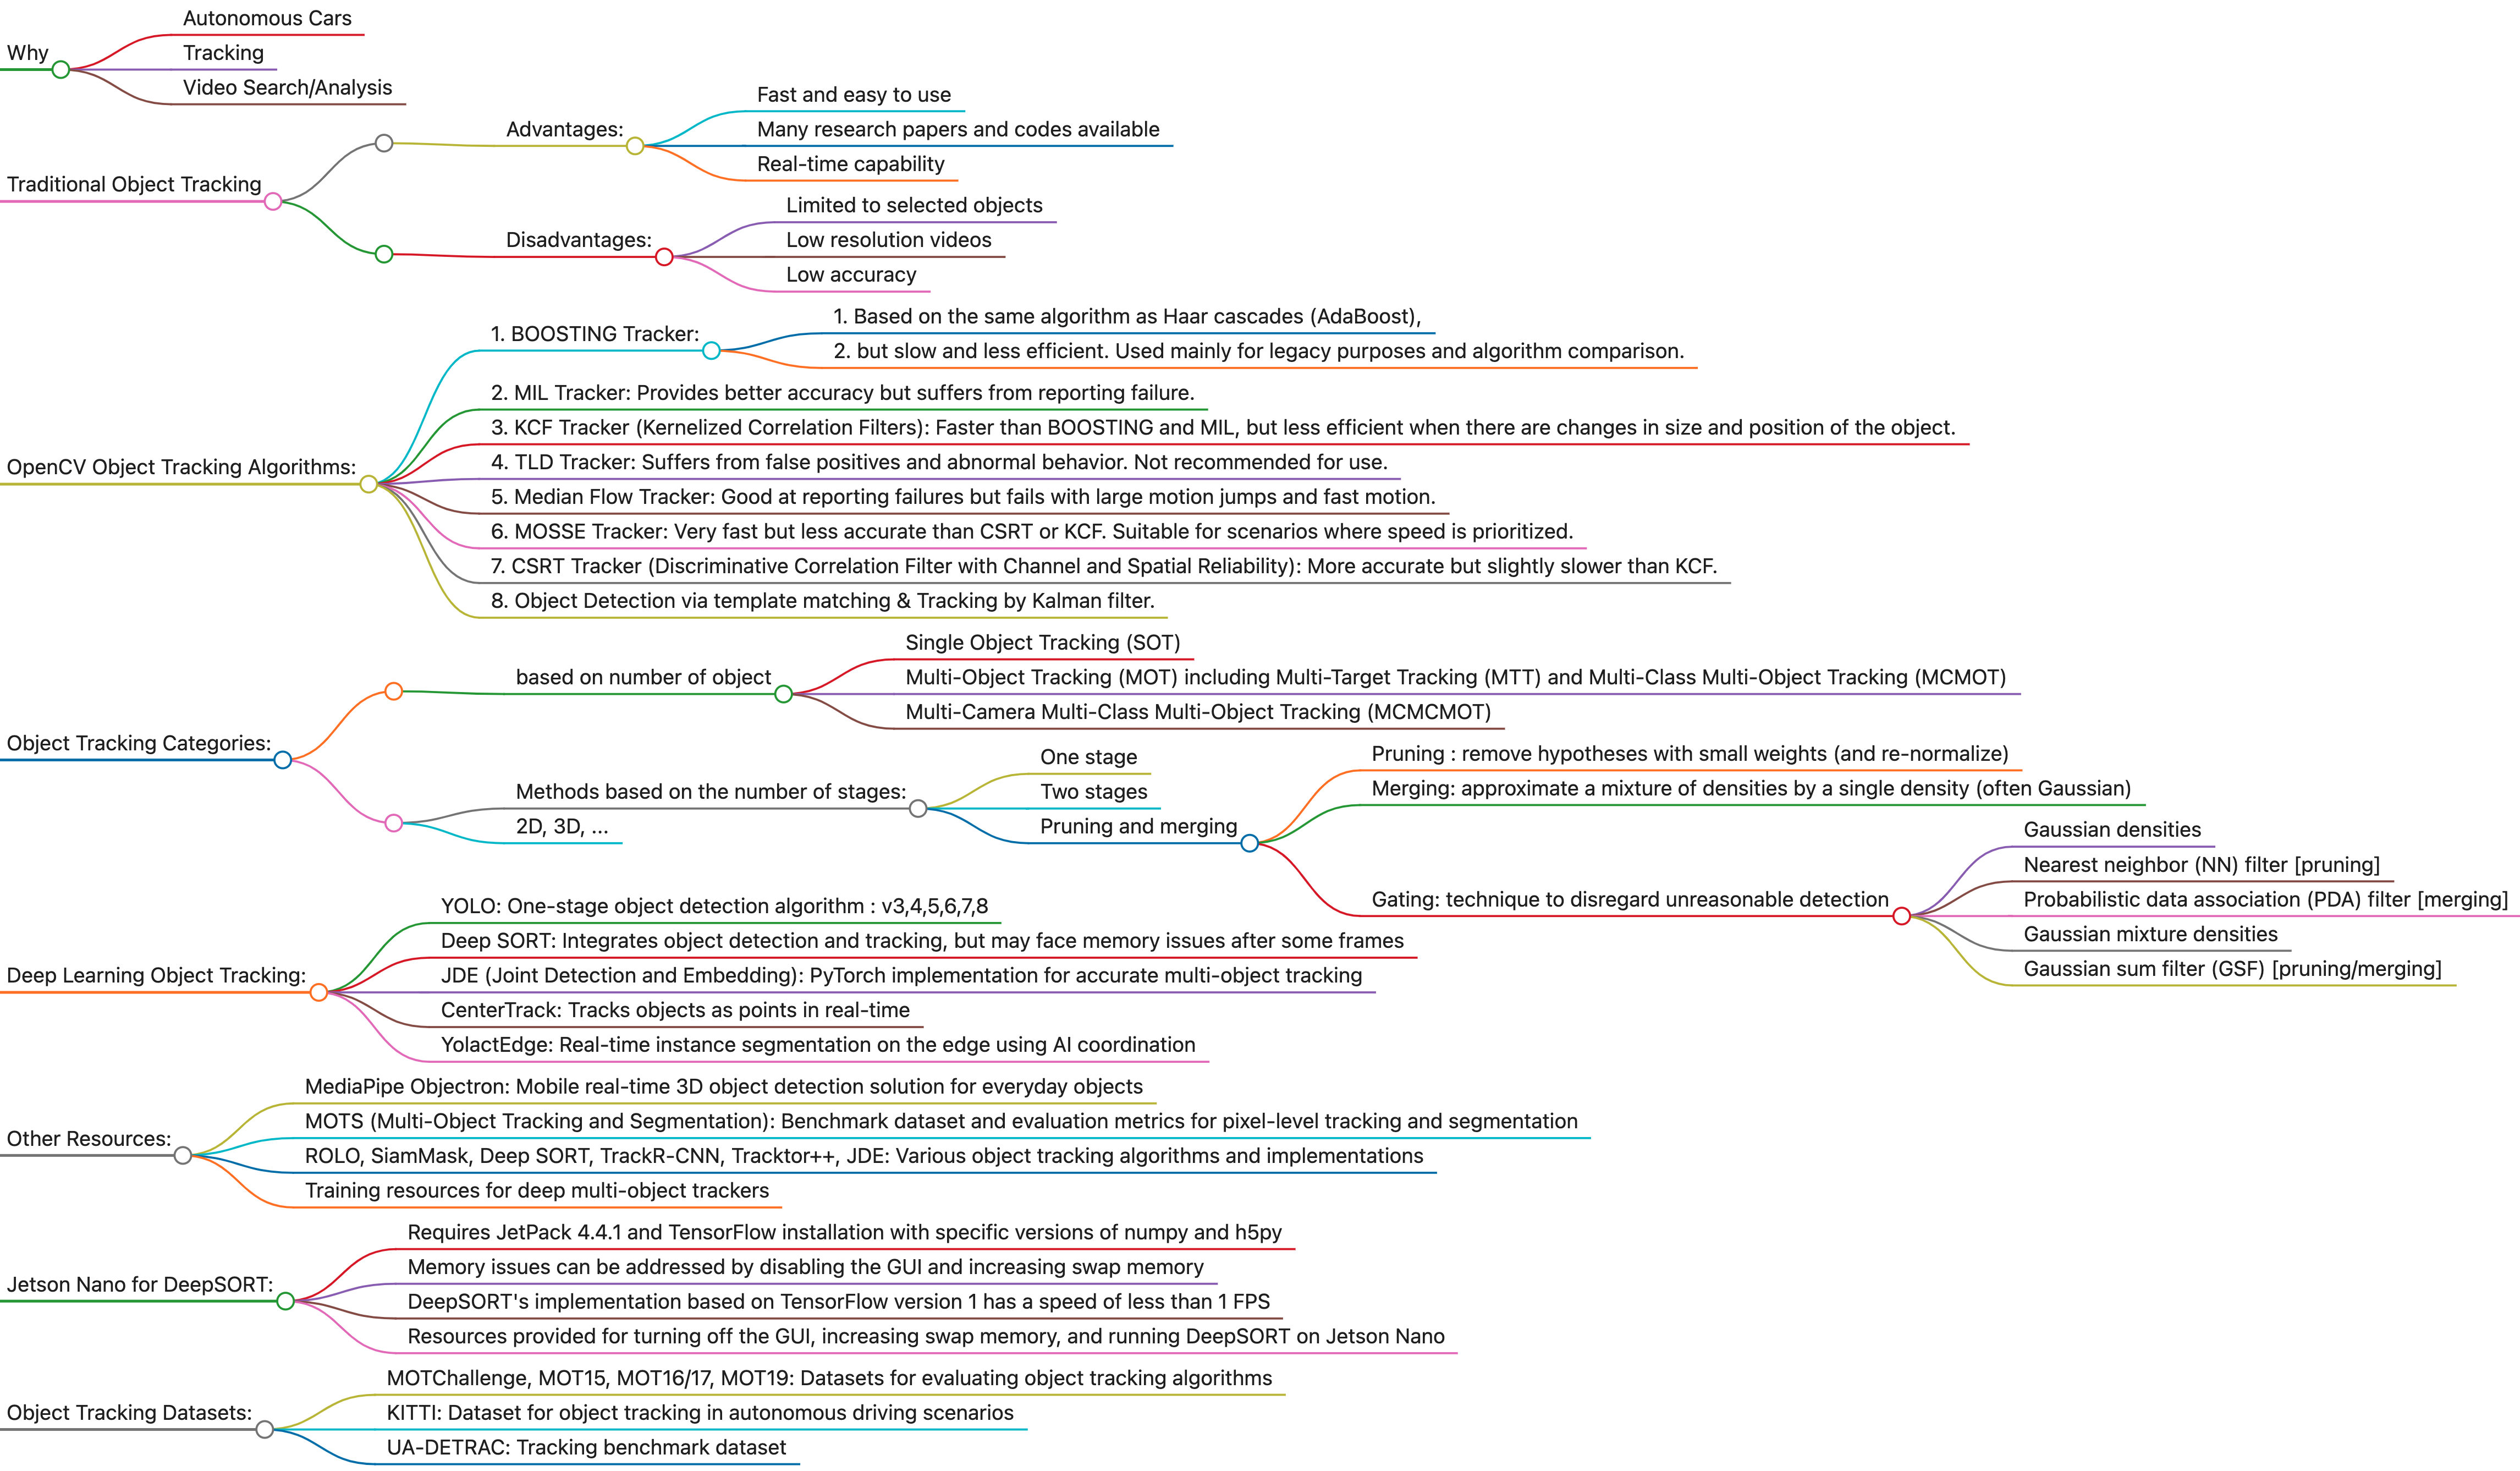 Why
Autonomous Cars
Tracking
Video Search/Analysis
Traditional Object Tracking
Advantages:
Fast and easy to use
Many research papers and codes available
Real-time capability
Disadvantages:
Limited to selected objects
Low resolution videos
Low accuracy
OpenCV Object Tracking Algorithms:
1. BOOSTING Tracker:
1. Based on the same algorithm as Haar cascades (AdaBoost),
2. but slow and less efficient. Used mainly for legacy purposes and algorithm comparison.
2. MIL Tracker: Provides better accuracy but suffers from reporting failure.
3. KCF Tracker (Kernelized Correlation Filters): Faster than BOOSTING and MIL, but less efficient when there are changes in size and position of the object.
4. TLD Tracker: Suffers from false positives and abnormal behavior. Not recommended for use.
5. Median Flow Tracker: Good at reporting failures but fails with large motion jumps and fast motion.
6. MOSSE Tracker: Very fast but less accurate than CSRT or KCF. Suitable for scenarios where speed is prioritized.
7. CSRT Tracker (Discriminative Correlation Filter with Channel and Spatial Reliability): More accurate but slightly slower than KCF.
8. Object Detection via template matching & Tracking by Kalman filter.
Object Tracking Categories:
based on number of object
Single Object Tracking (SOT)
Multi-Object Tracking (MOT) including Multi-Target Tracking (MTT) and Multi-Class Multi-Object Tracking (MCMOT)
Multi-Camera Multi-Class Multi-Object Tracking (MCMCMOT)
Methods based on the number of stages:
One stage
Two stages
Pruning and merging
Pruning : remove hypotheses with small weights (and re-normalize)
Merging: approximate a mixture of densities by a single density (often Gaussian)
Gating: technique to disregard unreasonable detection
Gaussian densities
Nearest neighbor (NN) filter [pruning]
Probabilistic data association (PDA) filter [merging]
Gaussian mixture densities
Gaussian sum filter (GSF) [pruning/merging]
2D, 3D, ...
Deep Learning Object Tracking:
YOLO: One-stage object detection algorithm : v3,4,5,6,7,8
Deep SORT: Integrates object detection and tracking, but may face memory issues after some frames
JDE (Joint Detection and Embedding): PyTorch implementation for accurate multi-object tracking
CenterTrack: Tracks objects as points in real-time
YolactEdge: Real-time instance segmentation on the edge using AI coordination
Other Resources:
MediaPipe Objectron: Mobile real-time 3D object detection solution for everyday objects
MOTS (Multi-Object Tracking and Segmentation): Benchmark dataset and evaluation metrics for pixel-level tracking and segmentation
ROLO, SiamMask, Deep SORT, TrackR-CNN, Tracktor++, JDE: Various object tracking algorithms and implementations
Training resources for deep multi-object trackers
Jetson Nano for DeepSORT:
Requires JetPack 4.4.1 and TensorFlow installation with specific versions of numpy and h5py
Memory issues can be addressed by disabling the GUI and increasing swap memory
DeepSORT's implementation based on TensorFlow version 1 has a speed of less than 1 FPS
Resources provided for turning off the GUI, increasing swap memory, and running DeepSORT on Jetson Nano
Object Tracking Datasets:
MOTChallenge, MOT15, MOT16/17, MOT19: Datasets for evaluating object tracking algorithms
KITTI: Dataset for object tracking in autonomous driving scenarios
UA-DETRAC: Tracking benchmark dataset